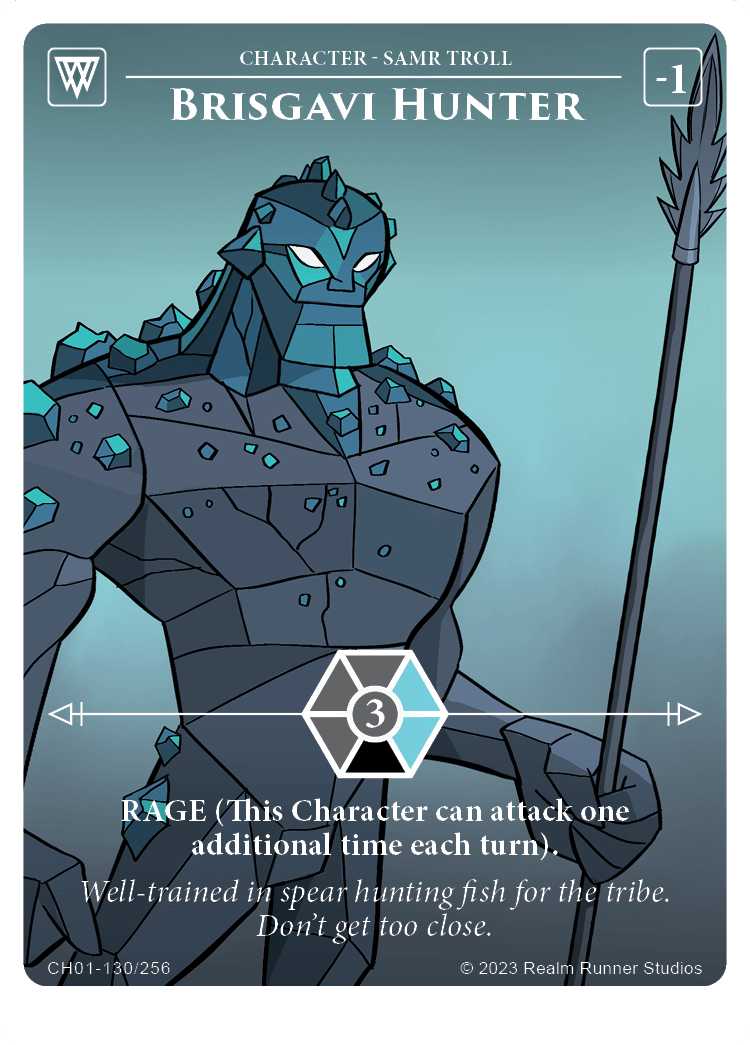 CHARACTER - SAMR TROLL
BRISGAVI HUNTER
-1
3
RAGE (This Character can attack one
additional time each turn).
Well-trained in spear hunting fish for the tribe.
Don't get too close.
CH01-130/256
© 2023 Realm Runner Studios